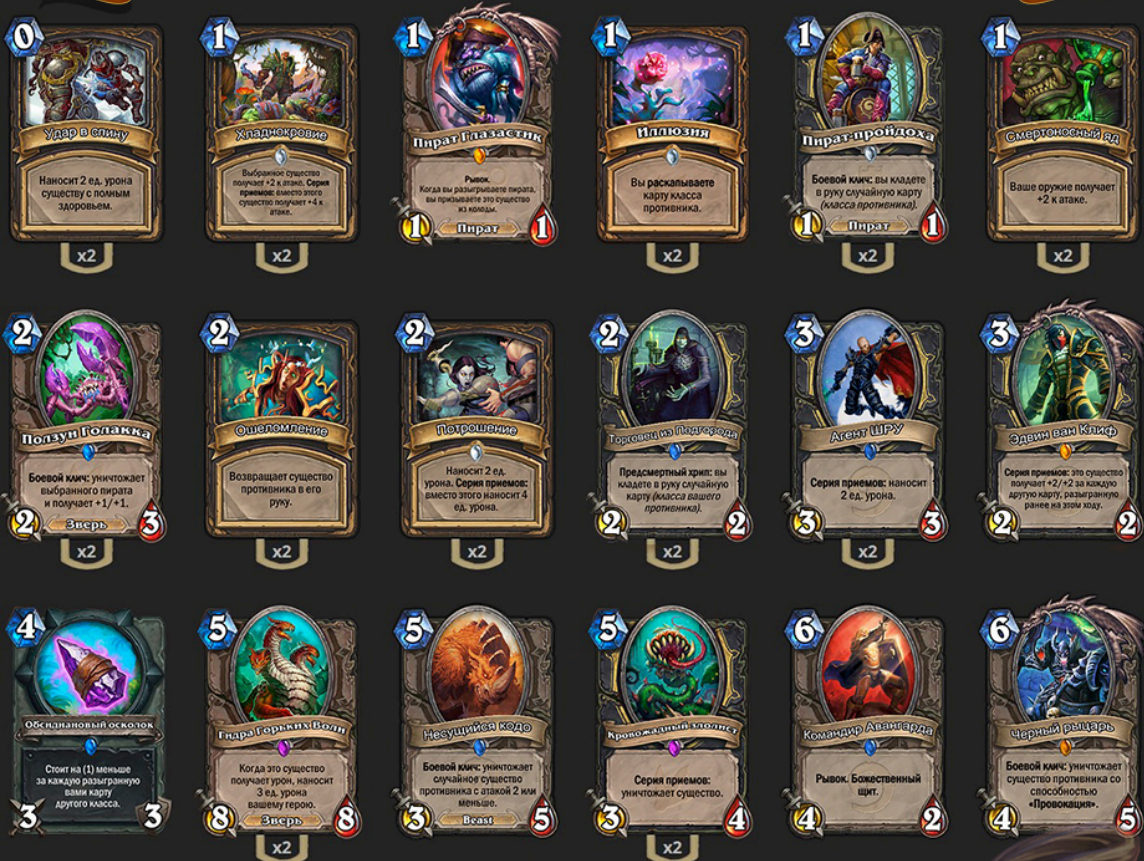 0
Удар в спину
Наносит 2 ед. урона
существу с полным
здоровьем.
x2
1
Хладнокровие
Выбранное существо
получает +2 к атаке. Серия
приемов: вместо этого
существо получает +4 к
атаке.
x2
1
Пират Глазастик
Рывок.
Когда вы разыгрываете пирата,
вы призываете это существо
из колоды.
1
Пират
1
1
Иллюзия
Вы раскапываете
карту класса
противника.
x2
1
Пират-пройдоха
Боевой клич: вы кладете
в руку случайную карту
(класса противника).
1
Пират
1
x2
1
Смертоносный яд
Ваше оружие получает
+2 к атаке.
x2
2
Ползун Голакка
Боевой клич: уничтожает
выбранного пирата
и получает +1/+1.
2
Зверь
3
x2
2
Ошеломление
Возвращает существо
противника в его
руку.
x2
2
Потрошение
Наносит 2 ед.
урона. Серия приемов:
вместо этого наносит 4
ед. урона.
x2
2
Торговец из Подгорода
Предсмертный хрип: вы
кладете в руку случайную
карту (класса вашего
противника).
2
2
x2
3
Агент ШРУ
Серия приемов: наносит
2 ед. урона.
3
3
x2
3
Эдвин ван Клиф
Серия приемов: это существо
получает +2/+2 за каждую
другую карту, разыгранную
ранее на этом ходу.
2
2
4
Обсидиановый осколок
Стоит на (1) меньше
за каждую разыгранную
вами карту
другого класса.
3
3
5
Гидра Горьких Волн
Когда это существо
получает урон, наносит
3 ед. урона
вашему герою.
8
Зверь
8
x2
5
Несущийся кодо
Боевой клич: уничтожает
случайное существо
противника с атакой 2 или
меньше.
3
Beast
5
5
Кровожадный злолист
Серия приемов:
уничтожает существо.
3
4
x2
6
Командир Авангарда
Рывок. Божественный
щит.
4
2
6
Черный рыцарь
Боевой клич: уничтожает
существо противника со
способностью
«Провокация».
4
5